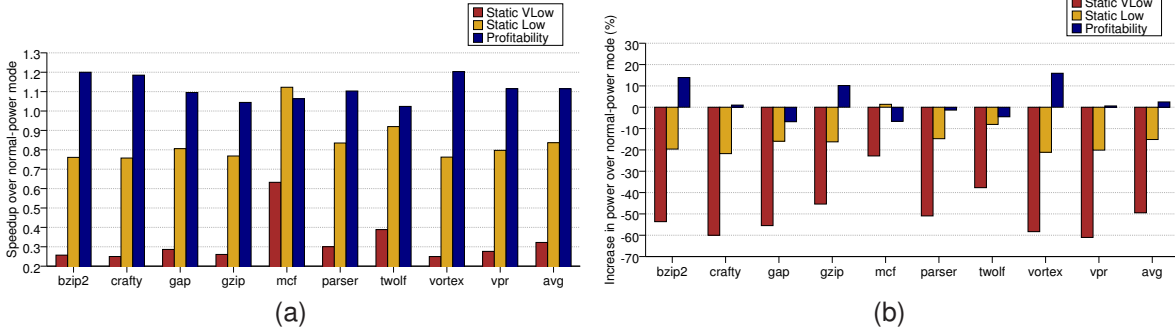 Static VLow
Static Low
Profitability
Speedup over normal-power mode
1.3
1.2
1.1
1.0
0.9
0.8
0.7
0.6
0.5
0.4
0.3
0.2
bzip2 crafty gap gzip mcf parser twolf vortex vpr avg
(a)
Static VLow
Static Low
Profitability
Increase in power over normal-power mode (%)
30
20
10
0
-10
-20
-30
-40
-50
-60
-70
bzip2 crafty gap gzip mcf parser twolf vortex vpr avg
(b)